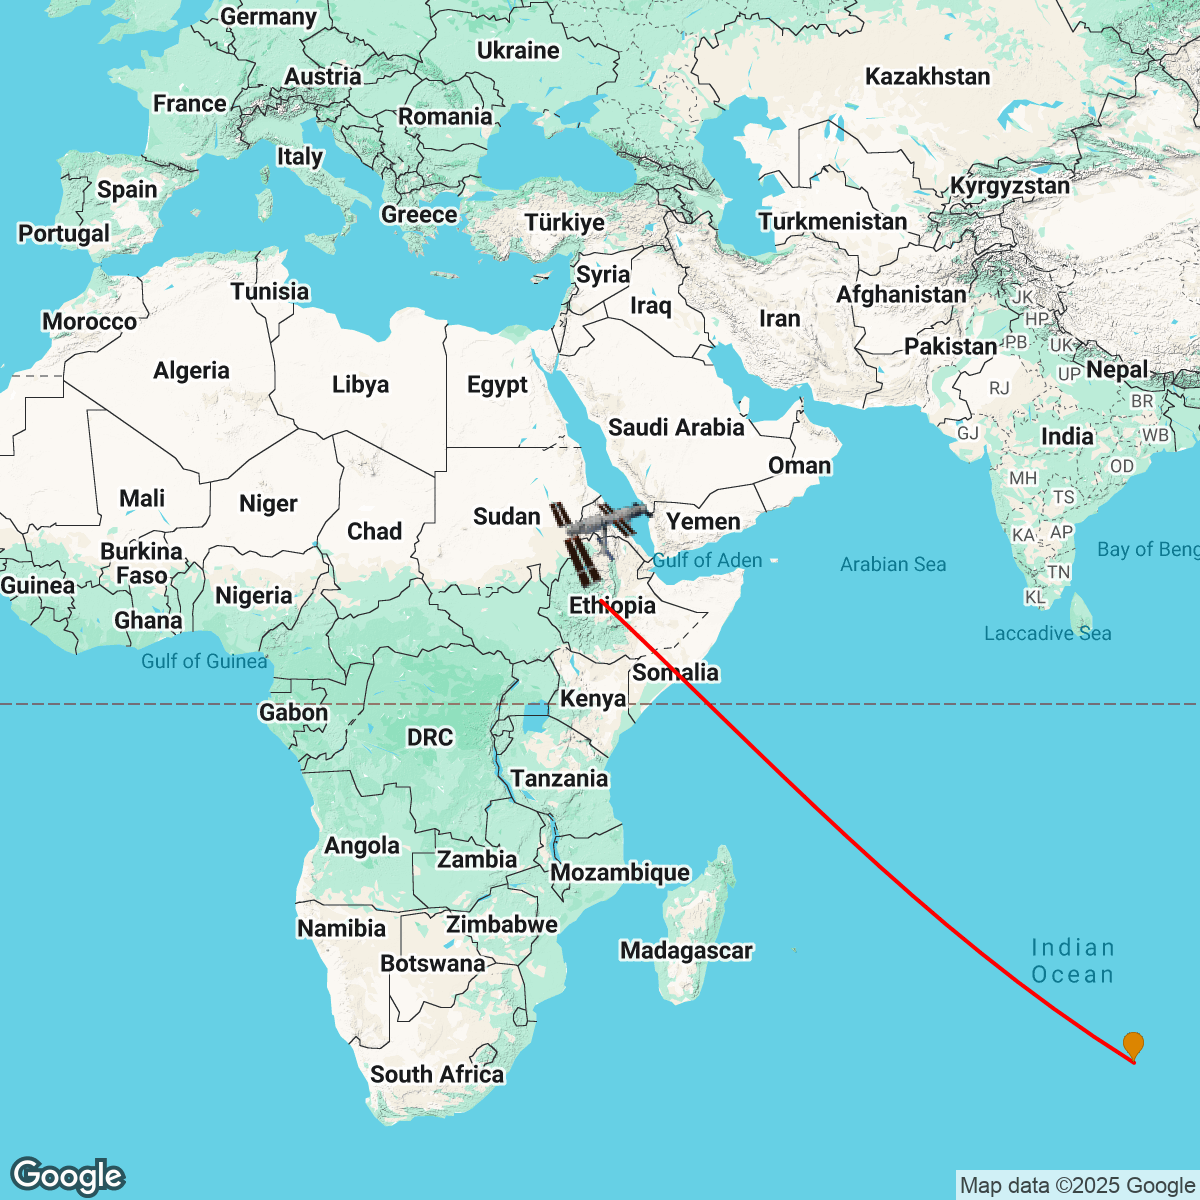 Germany
Ukraine
Kazakhstan
Austria
France
Romania
Italy
Kyrgyzstan
Spain
Greece
Türkiye
Turkmenistan
Portugal
Syria
Tunisia
Iraq
Afghanistan
JK
Morocco
Iran
HP
Pakistan
PB
UK
Algeria
Libya
Egypt
UP
Nepal
RJ
BR
Saudi Arabia
GJ
India
WB
Oman
OD
Mali
Niger
MH
TS
Sudan
Yemen
Chad
KA
AP
Burkina
Faso
Gulf of Aden
Arabian Sea
Bay of Beng
TN
Guinea
Nigeria
KL
Ethiopia
Ghana
Laccadive Sea
Gulf of Guinea
Somalia
Kenya
Gabon
DRC
Tanzania
Angola
Zambia
Mozambique
Namibia
Zimbabwe
Madagascar
Indian
Ocean
Botswana
South Africa
Google
Map data ©2025 Google